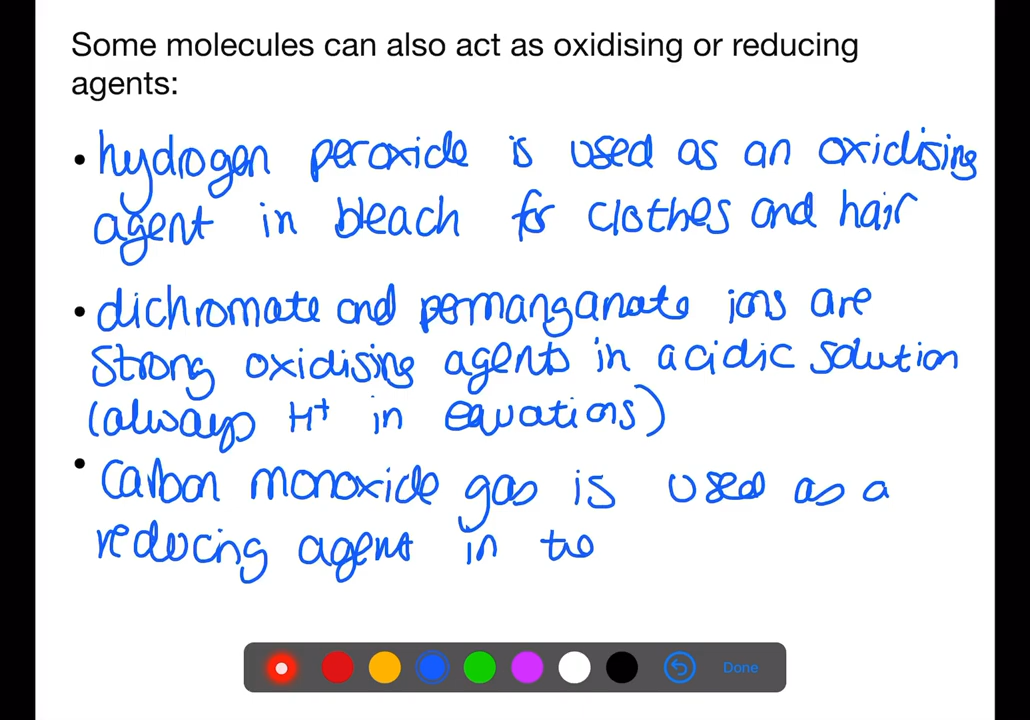 Some molecules can also act as oxidising or reducing
agents:
• hydrogen peroxide is used as an oxidising
agent in bleach for clothes and hair
• dichromate and permanganate ions are
strong oxidising agents in acidic solution
(always H⁺ in equations)
• Carbon monoxide gas is used as a
reducing agent in
Done